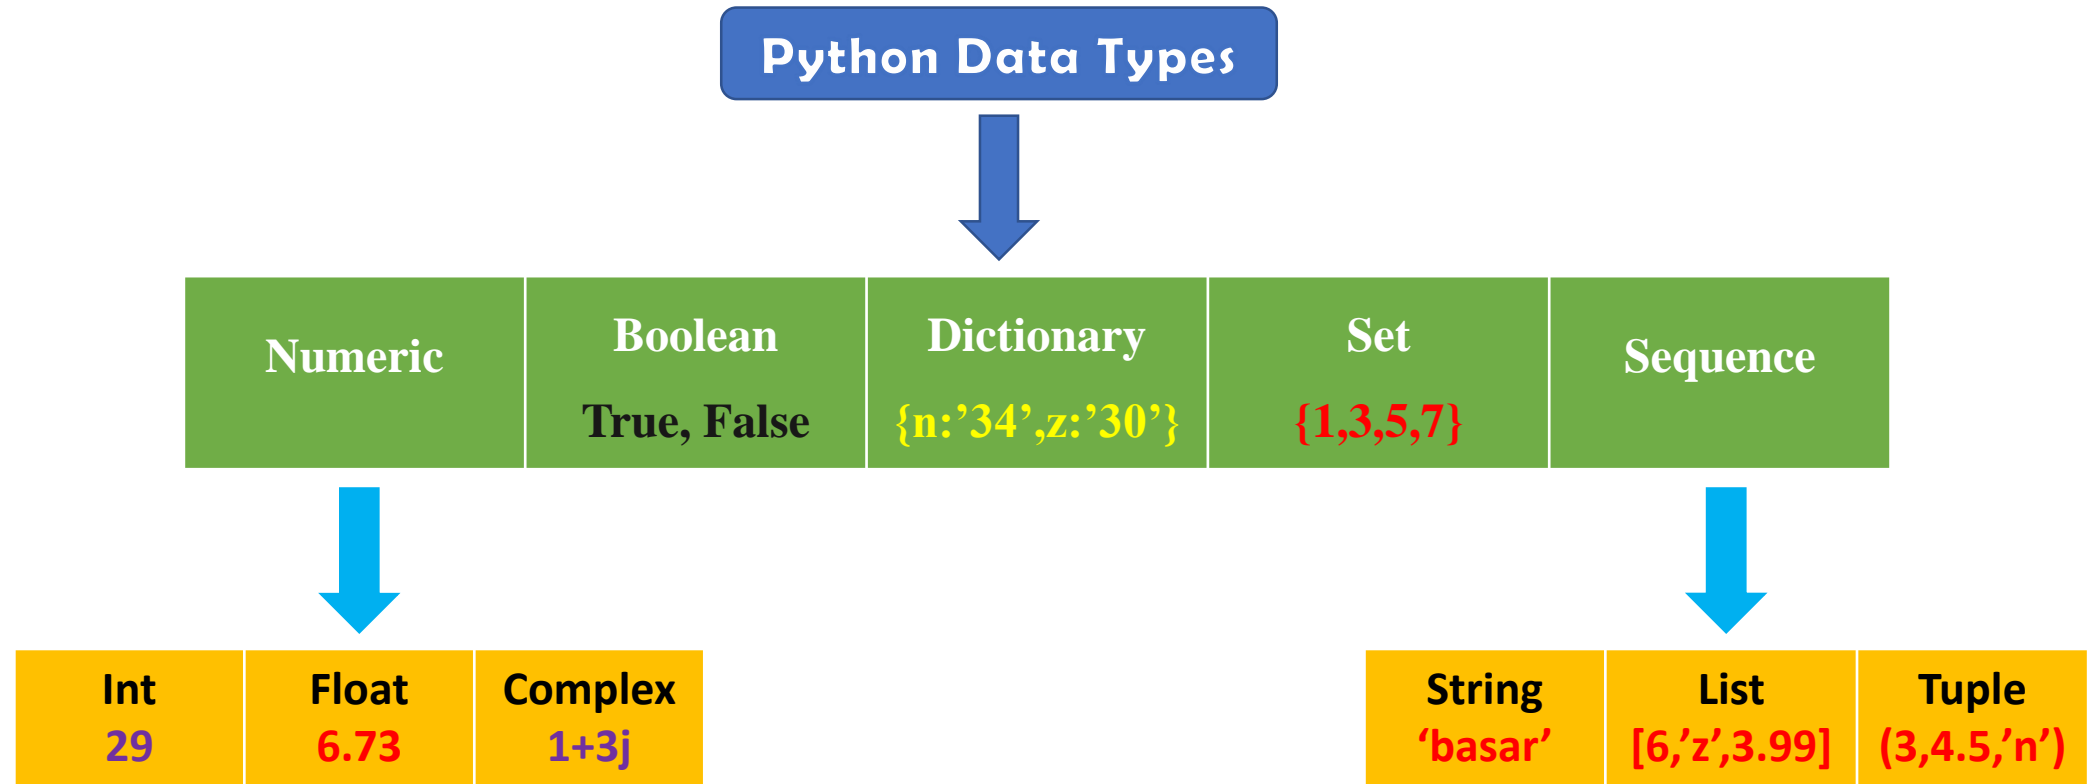 Python Data Types
Numeric
Boolean
True, False
Dictionary
{n:’34’,z:’30’}
Set
{1,3,5,7}
Sequence
Int
29
Float
6.73
Complex
1+3j
String
‘basar’
List
[6,’z’,3.99]
Tuple
(3,4.5,’n’)